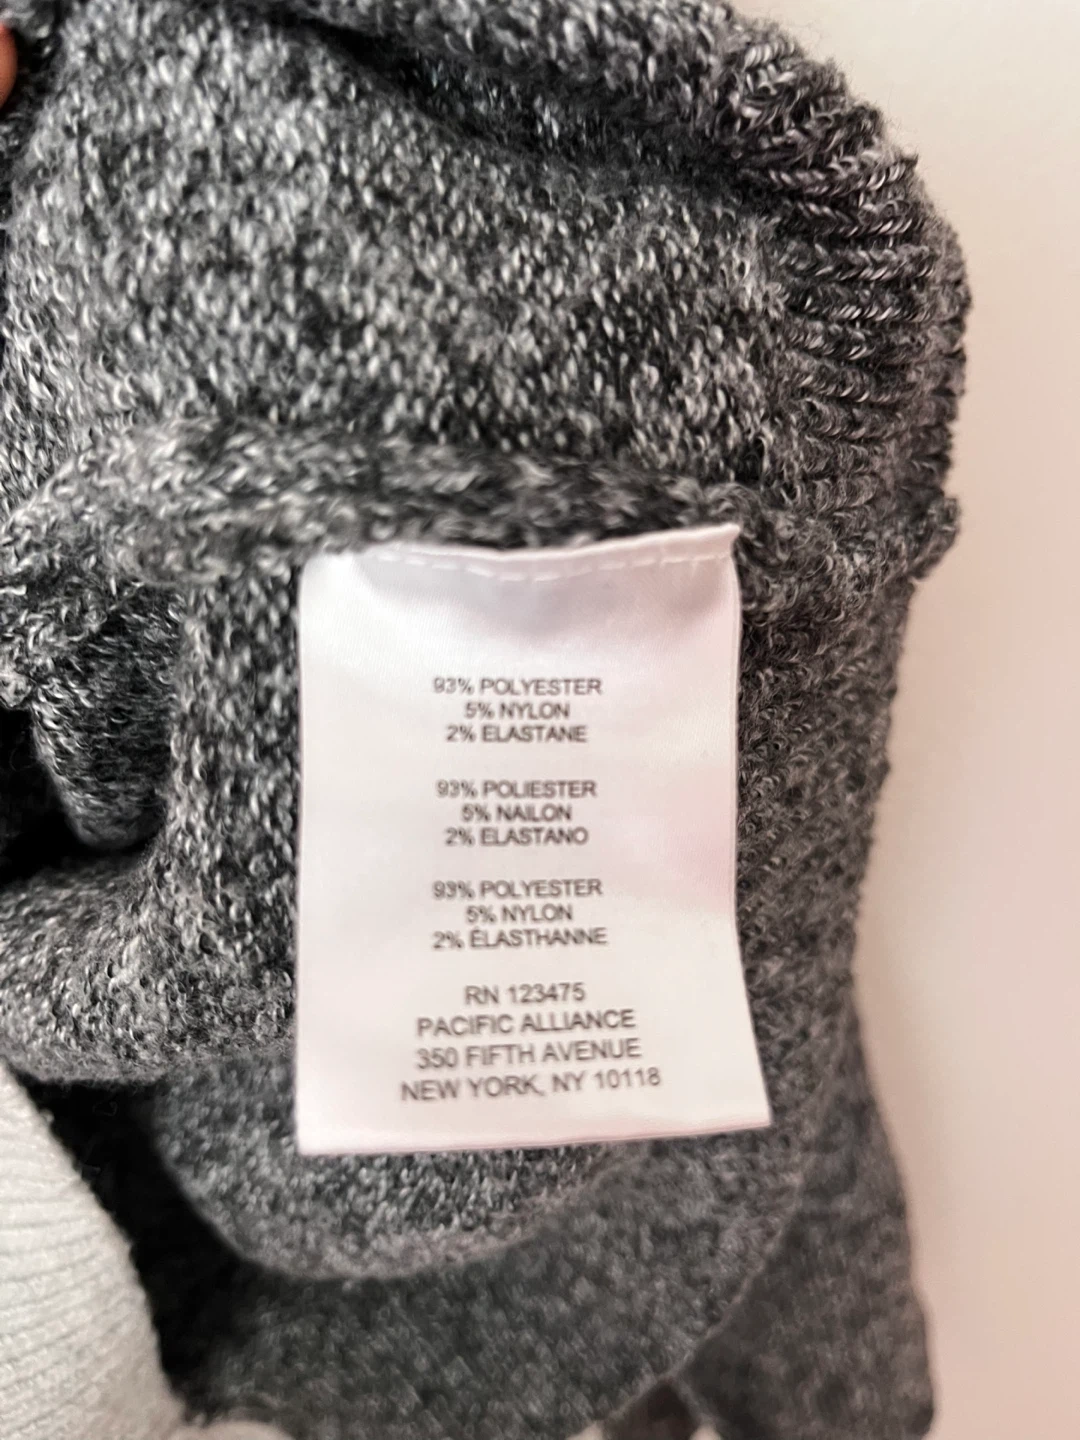 93% POLYESTER
5% NYLON
2% ELASTANE
93% POLIESTER
5% NAILON
2% ELASTANO
93% POLYESTER
5% NYLON
2% ÉLASTHANNE
RN 123475
PACIFIC ALLIANCE
350 FIFTH AVENUE
NEW YORK, NY 10118